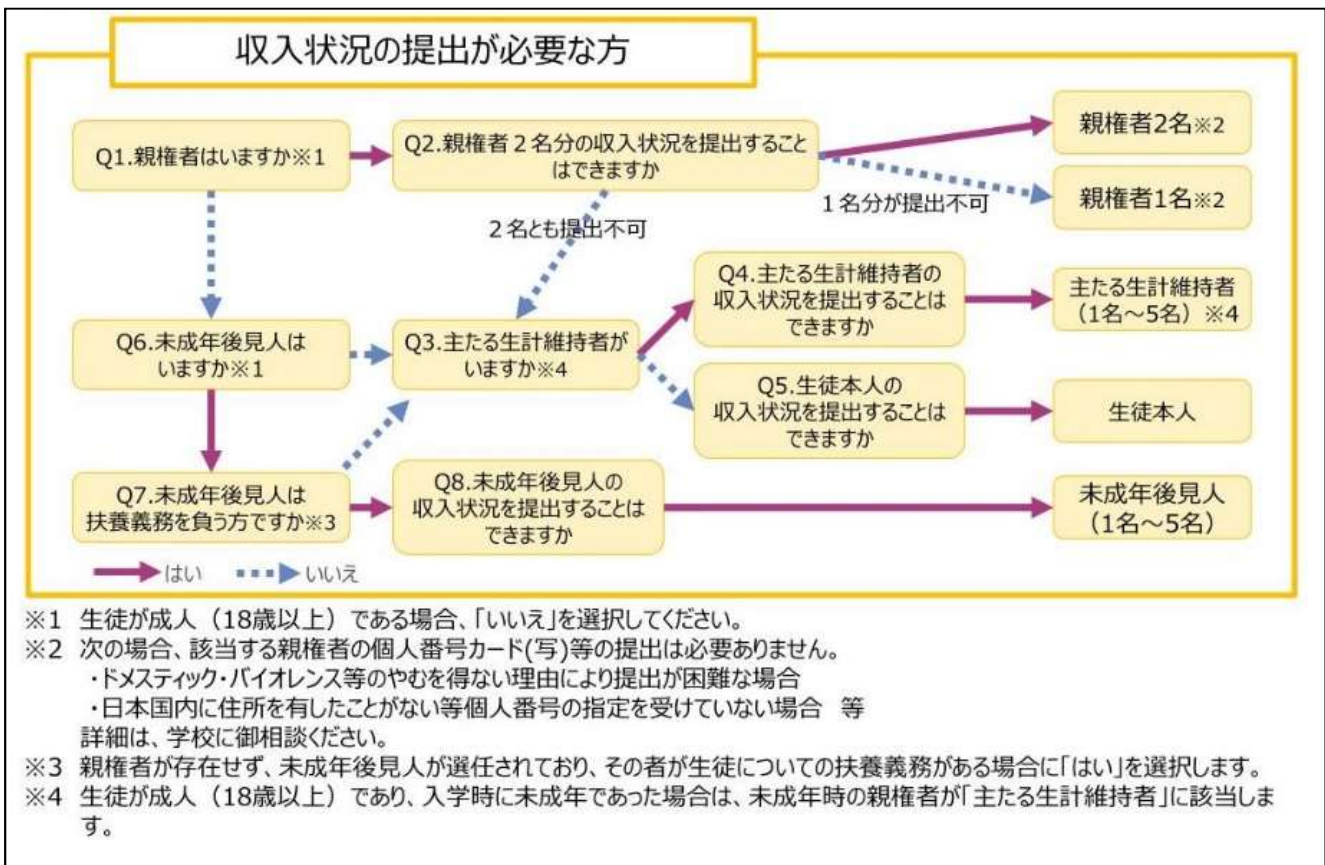 収入状況の提出が必要な方
Q1.親権者はいますか※1
Q2.親権者２名分の収入状況を提出すること
はできますか
親権者2名※2
１名分が提出不可
親権者1名※2
２名とも提出不可
Q6.未成年後見人は
いますか※1
Q3.主たる生計維持者が
いますか※4
Q4.主たる生計維持者の
収入状況を提出することは
できますか
主たる生計維持者
（1名～5名）※4
Q5.生徒本人の
収入状況を提出することは
できますか
生徒本人
Q7.未成年後見人は
扶養義務を負う方ですか※3
Q8.未成年後見人の
収入状況を提出することは
できますか
未成年後見人
（1名～5名）
はい
いいえ
※1 生徒が成人（18歳以上）である場合、「いいえ」を選択してください。
※2 次の場合、該当する親権者の個人番号カード(写)等の提出は必要ありません。
・ドメスティック・バイオレンス等のやむを得ない理由により提出が困難な場合
・日本国内に住所を有したことがない等個人番号の指定を受けていない場合 等
詳細は、学校に御相談ください。
※3 親権者が存在せず、未成年後見人が選任されており、その者が生徒についての扶養義務がある場合に「はい」を選択します。
※4 生徒が成人（18歳以上）であり、入学時に未成年であった場合は、未成年時の親権者が「主たる生計維持者」に該当しま
す。